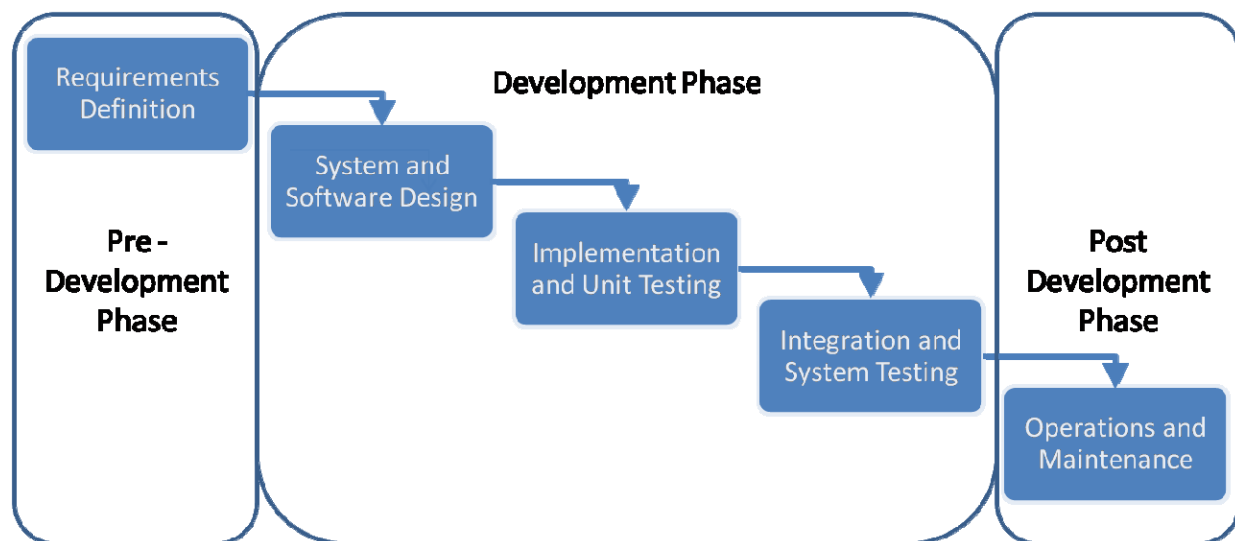 Requirements
Definition
Development Phase
System and
Software Design
Pre -
Development
Phase
Implementation
and Unit Testing
Post
Development
Phase
Integration and
System Testing
Operations and
Maintenance